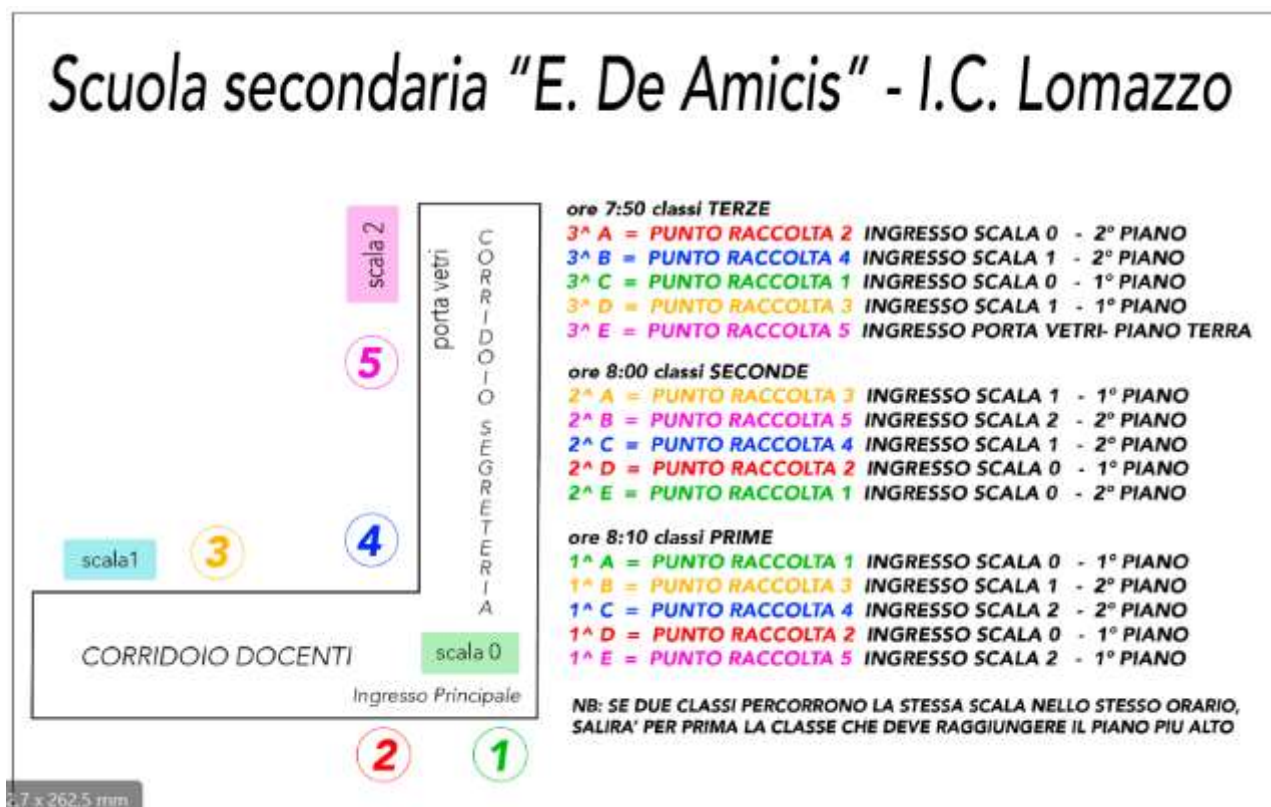 Scuola secondaria “E. De Amicis” - I.C. Lomazzo
scala 2
porta vetri
CORRIDOIO SEGRETERIA
5
4
3
scala1
CORRIDOIO DOCENTI
scala 0
Ingresso Principale
2
1
ore 7:50 classi TERZE
3^ A = PUNTO RACCOLTA 2 INGRESSO SCALA 0 - 2° PIANO
3^ B = PUNTO RACCOLTA 4 INGRESSO SCALA 1 - 2° PIANO
3^ C = PUNTO RACCOLTA 1 INGRESSO SCALA 0 - 1° PIANO
3^ D = PUNTO RACCOLTA 3 INGRESSO SCALA 1 - 1° PIANO
3^ E = PUNTO RACCOLTA 5 INGRESSO PORTA VETRI- PIANO TERRA
ore 8:00 classi SECONDE
2^ A = PUNTO RACCOLTA 3 INGRESSO SCALA 1 - 1° PIANO
2^ B = PUNTO RACCOLTA 5 INGRESSO SCALA 2 - 2° PIANO
2^ C = PUNTO RACCOLTA 4 INGRESSO SCALA 1 - 2° PIANO
2^ D = PUNTO RACCOLTA 2 INGRESSO SCALA 0 - 1° PIANO
2^ E = PUNTO RACCOLTA 1 INGRESSO SCALA 0 - 2° PIANO
ore 8:10 classi PRIME
1^ A = PUNTO RACCOLTA 1 INGRESSO SCALA 0 - 1° PIANO
1^ B = PUNTO RACCOLTA 3 INGRESSO SCALA 1 - 2° PIANO
1^ C = PUNTO RACCOLTA 4 INGRESSO SCALA 2 - 2° PIANO
1^ D = PUNTO RACCOLTA 2 INGRESSO SCALA 0 - 1° PIANO
1^ E = PUNTO RACCOLTA 5 INGRESSO SCALA 2 - 1° PIANO
NB: SE DUE CLASSI PERCORRONO LA STESSA SCALA NELLO STESSO ORARIO,
SALIRA’ PER PRIMA LA CLASSE CHE DEVE RAGGIUNGERE IL PIANO PIU ALTO
x 262.5 mm